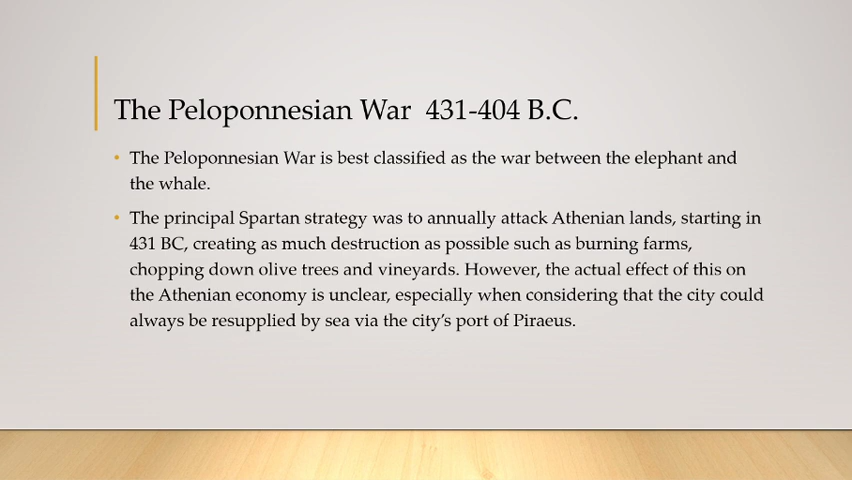 The Peloponnesian War  431-404 B.C.
• The Peloponnesian War is best classified as the war between the elephant and
the whale.
• The principal Spartan strategy was to annually attack Athenian lands, starting in
431 BC, creating as much destruction as possible such as burning farms,
chopping down olive trees and vineyards. However, the actual effect of this on
the Athenian economy is unclear, especially when considering that the city could
always be resupplied by sea via the city’s port of Piraeus.